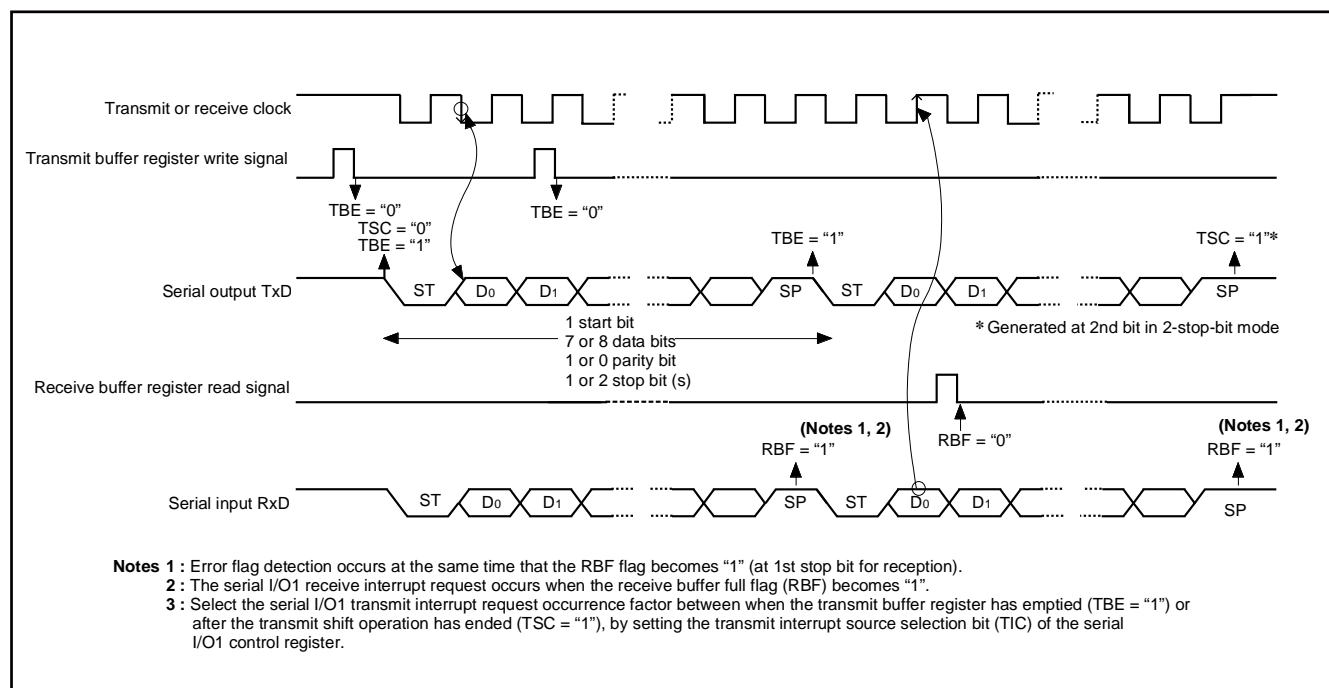 Transmit or receive clock
Transmit buffer register write signal
TBE = “0”
TSC = “0”
TBE = “1”
TBE = “0”
TBE = “1”
TSC = “1”*
Serial output TxD
ST
D0
D1
SP
ST
D0
D1
SP
* Generated at 2nd bit in 2-stop-bit mode
1 start bit
7 or 8 data bits
1 or 0 parity bit
1 or 2 stop bit (s)
Receive buffer register read signal
RBF = “0”
(Notes 1, 2)
RBF = “1”
(Notes 1, 2)
RBF = “1”
Serial input RxD
ST
D0
D1
SP
ST
D0
D1
SP
Notes 1 : Error flag detection occurs at the same time that the RBF flag becomes “1” (at 1st stop bit for reception).
2 : The serial I/O1 receive interrupt request occurs when the receive buffer full flag (RBF) becomes “1”.
3 : Select the serial I/O1 transmit interrupt request occurrence factor between when the transmit buffer register has emptied (TBE = “1”) or
after the transmit shift operation has ended (TSC = “1”), by setting the transmit interrupt source selection bit (TIC) of the serial
I/O1 control register.